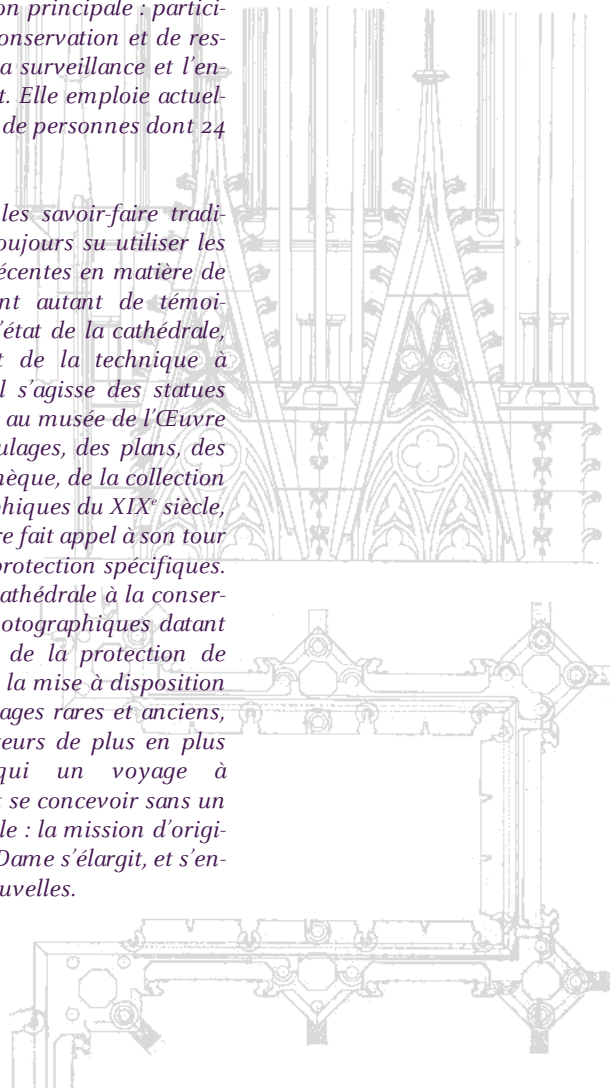 on principale : partici-
onservation et de res-
a surveillance et l'en-
t. Elle emploie actuel-
de personnes dont 24
les savoir-faire tradi-
oujours su utiliser les
écentes en matière de
nt autant de témoi-
'état de la cathédrale,
t de la technique à
l s'agisse des statues
au musée de l'Œuvre
ulages, des plans, des
hèque, de la collection
phiques du XIXe siècle,
re fait appel à son tour
protection spécifiques.
athédrale à la conser-
otographiques datant
de la protection de
la mise à disposition
ages rares et anciens,
eurs de plus en plus
qui un voyage à
t se concevoir sans un
le : la mission d'origi-
Dame s'élargit, et s'en-
uvelles.